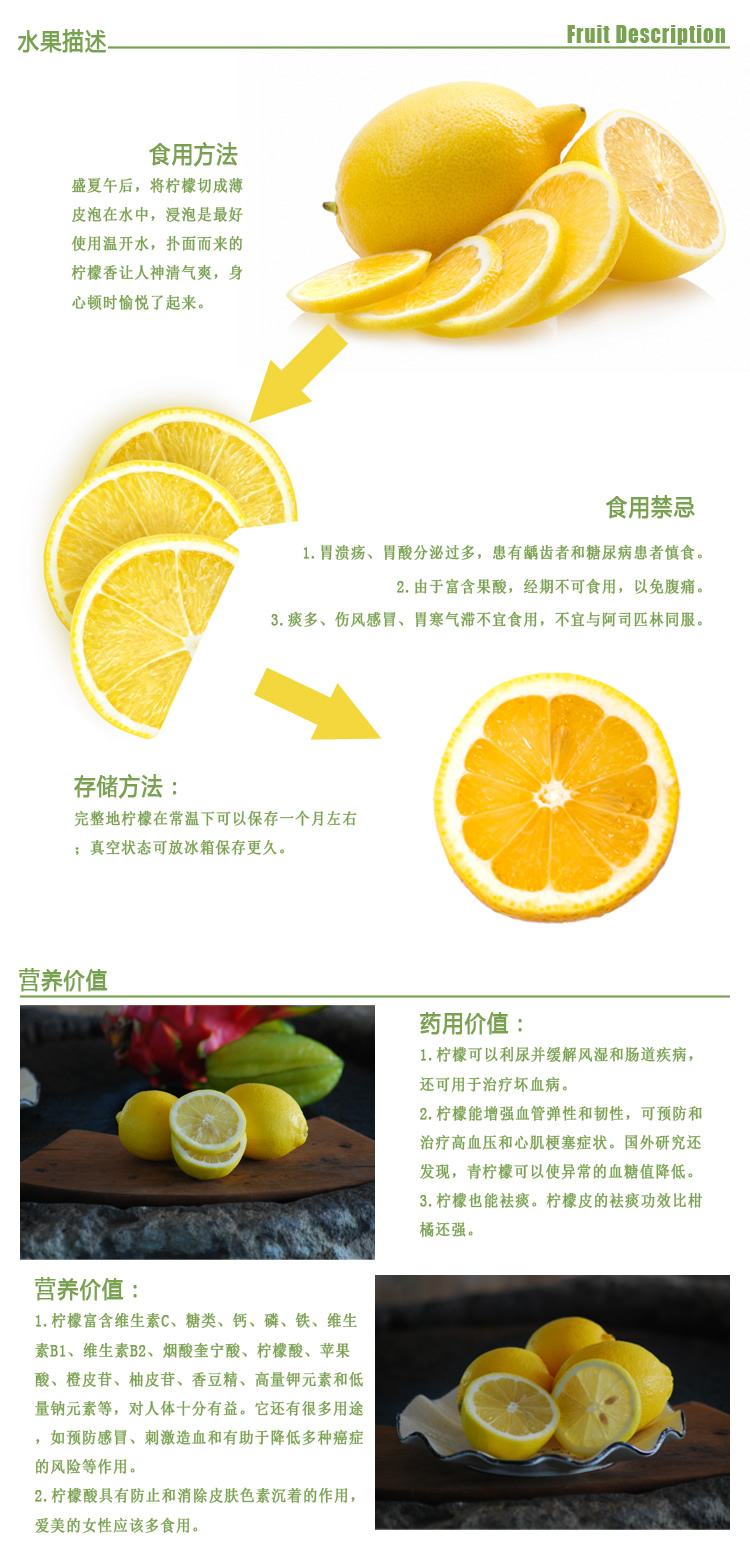 水果描述
Fruit Description
食用方法
盛夏午后，将柠檬切成薄
皮泡在水中，浸泡是最好
使用温开水，扑面而来的
柠檬香让人神清气爽，身
心顿时愉悦了起来。
食用禁忌
1.胃溃疡、胃酸分泌过多，患有龋齿者和糖尿病患者慎食。
2.由于富含果酸，经期不可食用，以免腹痛。
3.痰多、伤风感冒、胃寒气滞不宜食用，不宜与阿司匹林同服。
存储方法：
完整地柠檬在常温下可以保存一个月左右
；真空状态可放冰箱保存更久。
营养价值
药用价值：
1.柠檬可以利尿并缓解风湿和肠道疾病，
还可用于治疗坏血病。
2.柠檬能增强血管弹性和韧性，可预防和
治疗高血压和心肌梗塞症状。国外研究还
发现，青柠檬可以使异常的血糖值降低。
3.柠檬也能祛痰。柠檬皮的祛痰功效比柑
橘还强。
营养价值：
1.柠檬富含维生素C、糖类、钙、磷、铁、维生
素B1、维生素B2、烟酸奎宁酸、柠檬酸、苹果
酸、橙皮苷、柚皮苷、香豆精、高量钾元素和低
量钠元素等，对人体十分有益。它还有很多用途
，如预防感冒、刺激造血和有助于降低多种癌症
的风险等作用。
2.柠檬酸具有防止和消除皮肤色素沉着的作用，
爱美的女性应该多食用。